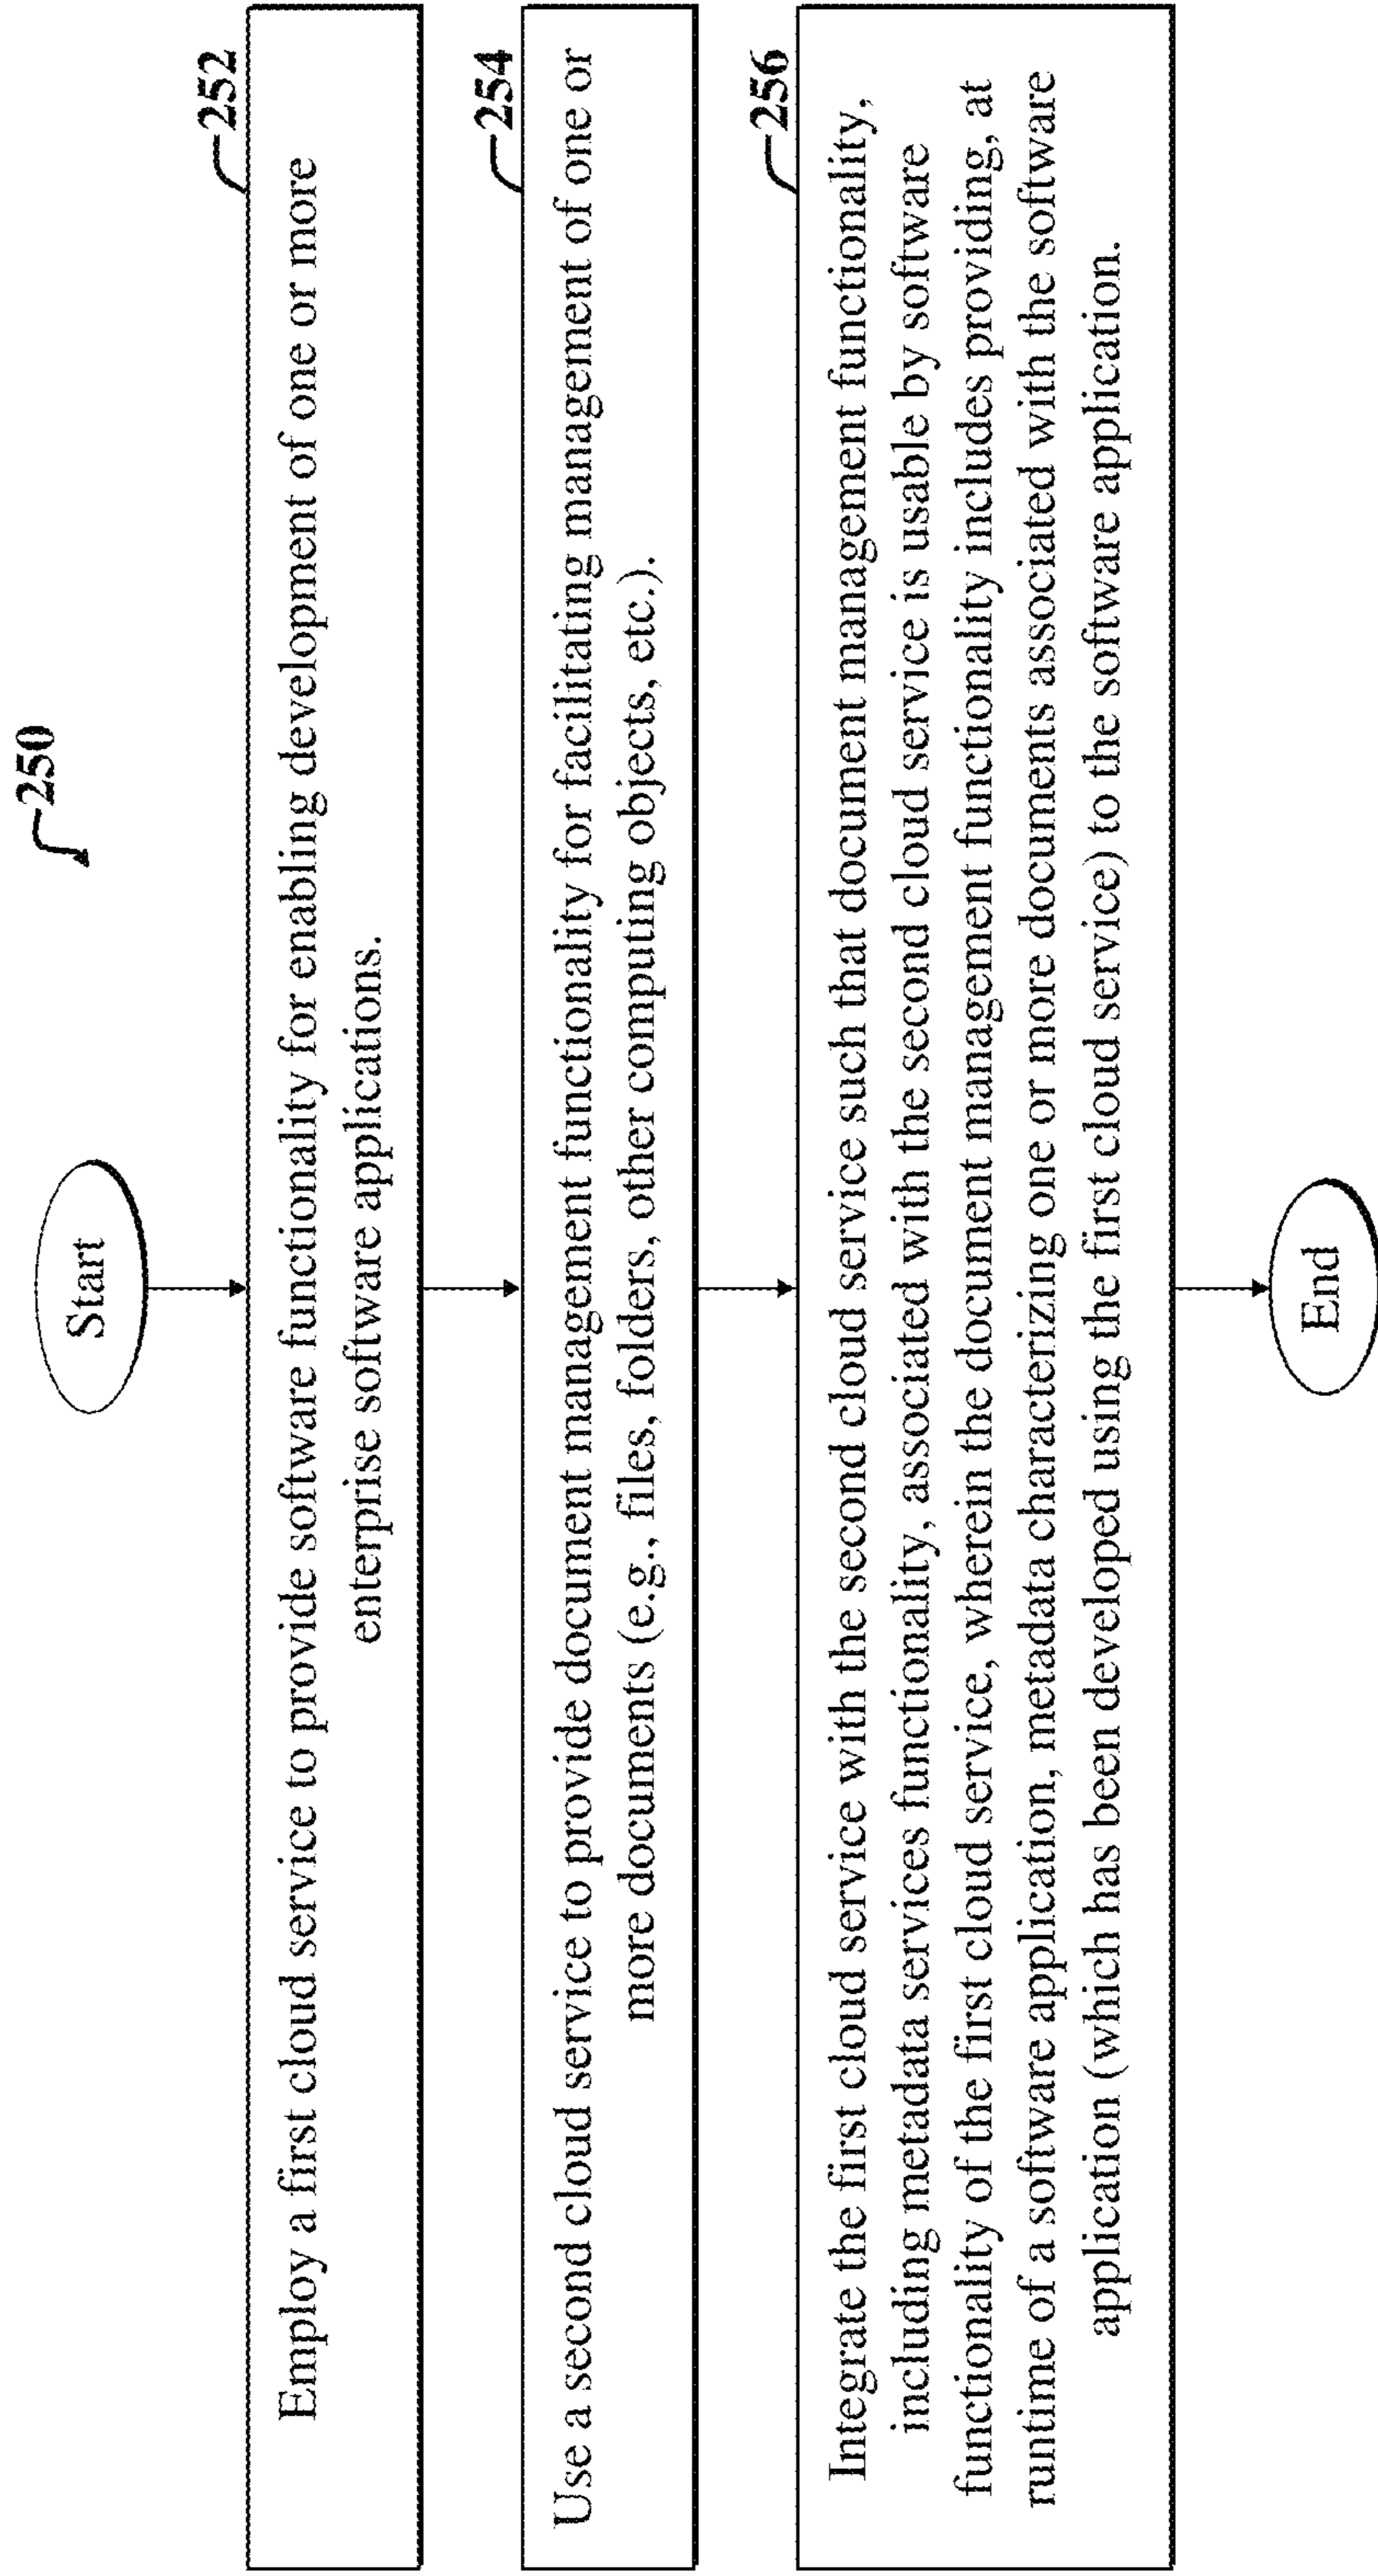 250
Start
252
Employ a first cloud service to provide software functionality for enabling development of one or more
enterprise software applications.
254
Use a second cloud service to provide document management functionality for facilitating management of one or
more documents (e.g., files, folders, other computing objects, etc.).
256
Integrate the first cloud service with the second cloud service such that document management functionality,
including metadata services functionality, associated with the second cloud service is usable by software
functionality of the first cloud service, wherein the document management functionality includes providing, at
runtime of a software application, metadata characterizing one or more documents associated with the software
application (which has been developed using the first cloud service) to the software application.
End